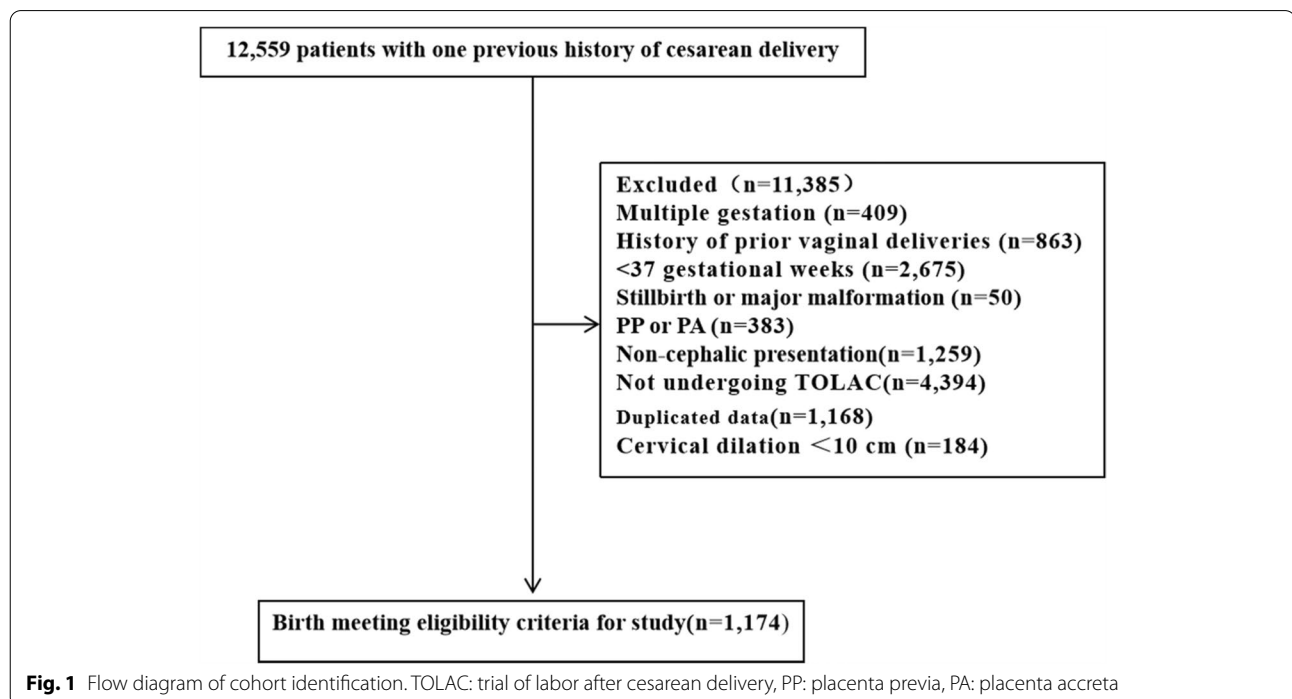 12,559 patients with one previous history of cesarean delivery
Excluded（n=11,385）
Multiple gestation (n=409)
History of prior vaginal deliveries (n=863)
<37 gestational weeks (n=2,675)
Stillbirth or major malformation (n=50)
PP or PA (n=383)
Non-cephalic presentation(n=1,259)
Not undergoing TOLAC(n=4,394)
Duplicated data(n=1,168)
Cervical dilation ＜10 cm (n=184)
Birth meeting eligibility criteria for study(n=1,174)
Fig. 1 Flow diagram of cohort identification. TOLAC: trial of labor after cesarean delivery, PP: placenta previa, PA: placenta accreta